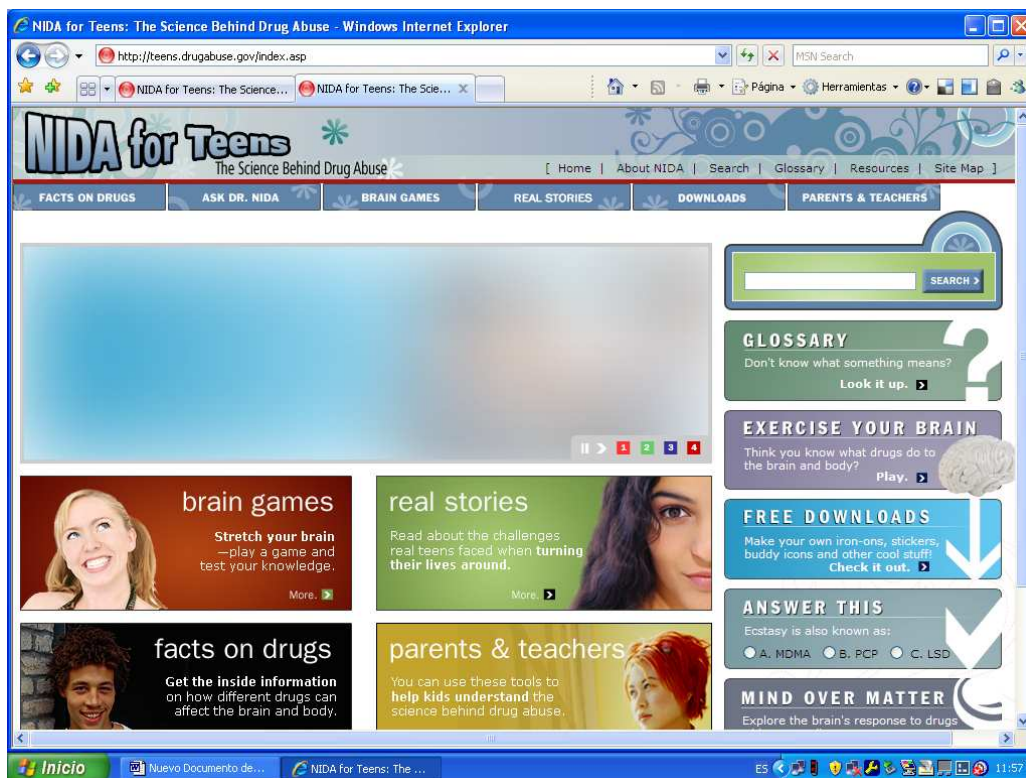 NIDA for Teens: The Science Behind Drug Abuse - Windows Internet Explorer
http://teens.drugabuse.gov/index.asp
MSN Search
NIDA for Teens: The Science...
NIDA for Teens: The Scie...
Página
Herramientas
NIDA for Teens
The Science Behind Drug Abuse
[ Home | About NIDA | Search | Glossary | Resources | Site Map ]
FACTS ON DRUGS
ASK DR. NIDA
BRAIN GAMES
REAL STORIES
DOWNLOADS
PARENTS & TEACHERS
SEARCH >
1 2 3 4
GLOSSARY
Don't know what something means?
Look it up.
EXERCISE YOUR BRAIN
Think you know what drugs do to
the brain and body?
Play.
FREE DOWNLOADS
Make your own iron-ons, stickers,
buddy icons and other cool stuff!
Check it out.
ANSWER THIS
Ecstasy is also known as:
A. MDMA B. PCP C. LSD
MIND OVER MATTER
Explore the brain's response to drugs
brain games
Stretch your brain
—play a game and
test your knowledge.
More.
real stories
Read about the challenges
real teens faced when turning
their lives around.
More.
facts on drugs
Get the inside information
on how different drugs can
affect the brain and body.
parents & teachers
You can use these tools to
help kids understand the
science behind drug abuse.
Inicio
Nuevo Documento de...
NIDA for Teens: The ...
ES
11:57